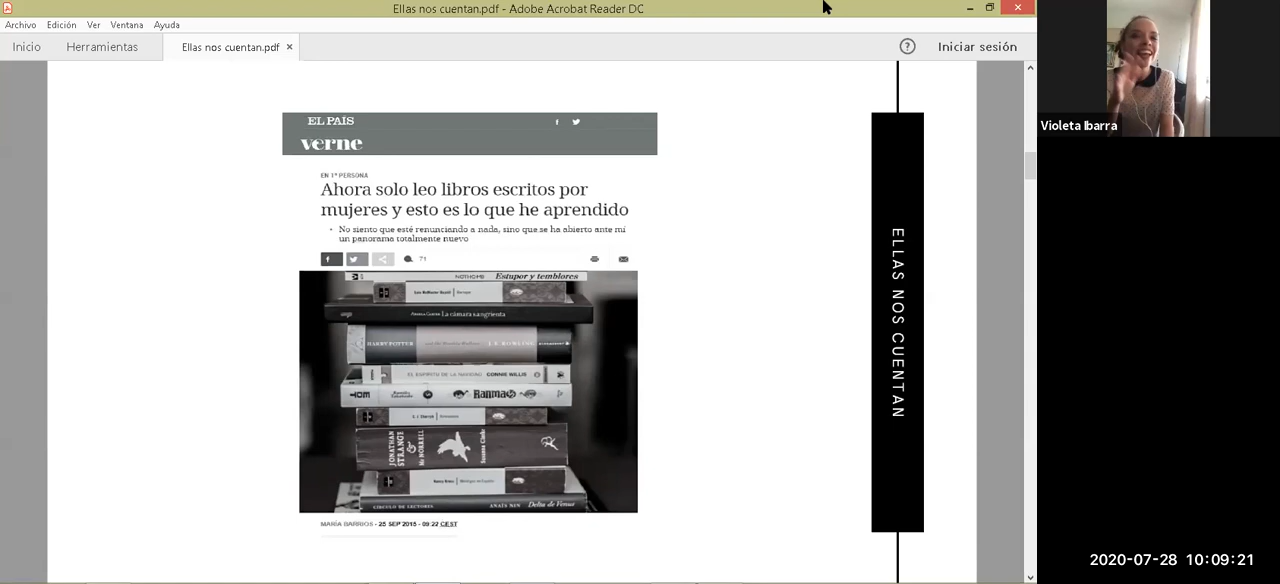 Ellas nos cuentan.pdf - Adobe Acrobat Reader DC
Archivo Edición Ver Ventana Ayuda
Inicio Herramientas Ellas nos cuentan.pdf × ? Iniciar sesión
Violeta Ibarra
EL PAÍS
verne
EN 1ª PERSONA
Ahora solo leo libros escritos por
mujeres y esto es lo que he aprendido
No siento que esté renunciando a nada, sino que se ha abierto ante mí
un panorama totalmente nuevo
71
NOTHOMB Estupor y temblores
La cámara sangrienta
HARRY POTTER J.K. ROWLING
EL ESPÍRITU DE LA NAVIDAD CONNIE WILLIS
Ranma
JONATHAN
STRANGE
& Mr NORRELL
Susanna Clarke
CÍRCULO DE LECTORES ANAÏS NIN Delta de Venus
MARÍA BARRIOS - 25 SEP 2015 - 09:22 CEST
ELLAS NOS CUENTAN
2020-07-28 10:09:21